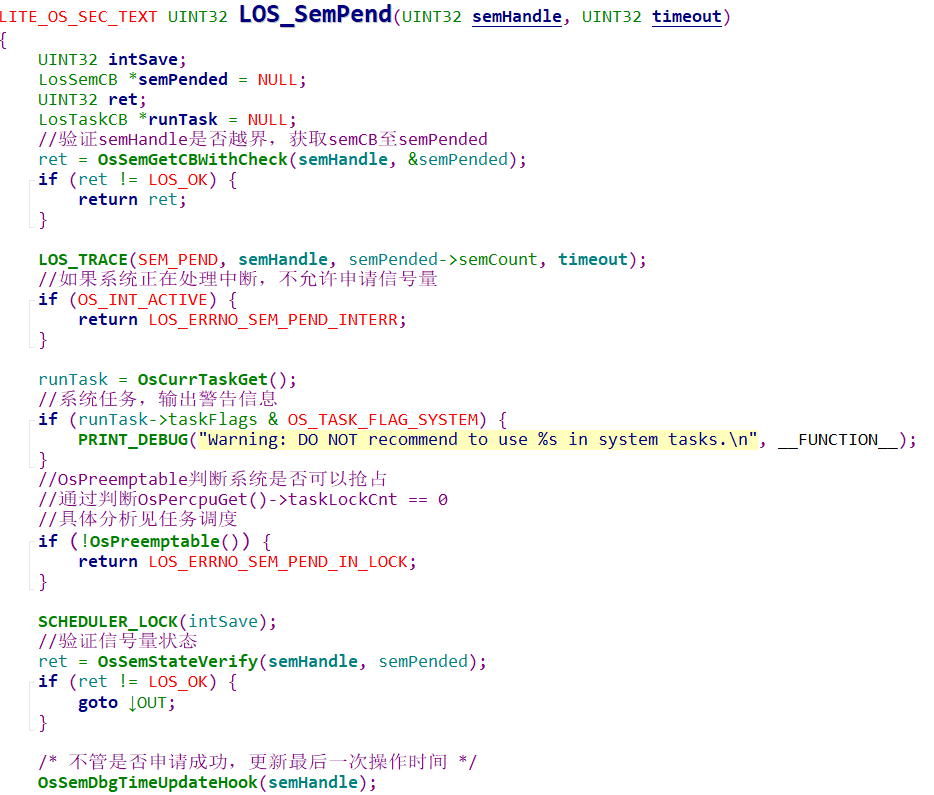 LITE_OS_SEC_TEXT UINT32 LOS_SemPend(UINT32 semHandle, UINT32 timeout)
{
    UINT32 intSave;
    LosSemCB *semPended = NULL;
    UINT32 ret;
    LosTaskCB *runTask = NULL;
    //验证semHandle是否越界，获取semCB至semPended
    ret = OsSemGetCBWithCheck(semHandle, &semPended);
    if (ret != LOS_OK) {
        return ret;
    }

    LOS_TRACE(SEM_PEND, semHandle, semPended->semCount, timeout);
    //如果系统正在处理中断，不允许申请信号量
    if (OS_INT_ACTIVE) {
        return LOS_ERRNO_SEM_PEND_INTERR;
    }

    runTask = OsCurrTaskGet();
    //系统任务，输出警告信息
    if (runTask->taskFlags & OS_TASK_FLAG_SYSTEM) {
        PRINT_DEBUG("Warning: DO NOT recommend to use %s in system tasks.\n", __FUNCTION__);
    }
    //OsPreemptable判断系统是否可以抢占
    //通过判断OsPercpuGet()->taskLockCnt == 0
    //具体分析见任务调度
    if (!OsPreemptable()) {
        return LOS_ERRNO_SEM_PEND_IN_LOCK;
    }

    SCHEDULER_LOCK(intSave);
    //验证信号量状态
    ret = OsSemStateVerify(semHandle, semPended);
    if (ret != LOS_OK) {
        goto ↓OUT;
    }

    /* 不管是否申请成功，更新最后一次操作时间 */
    OsSemDbgTimeUpdateHook(semHandle);